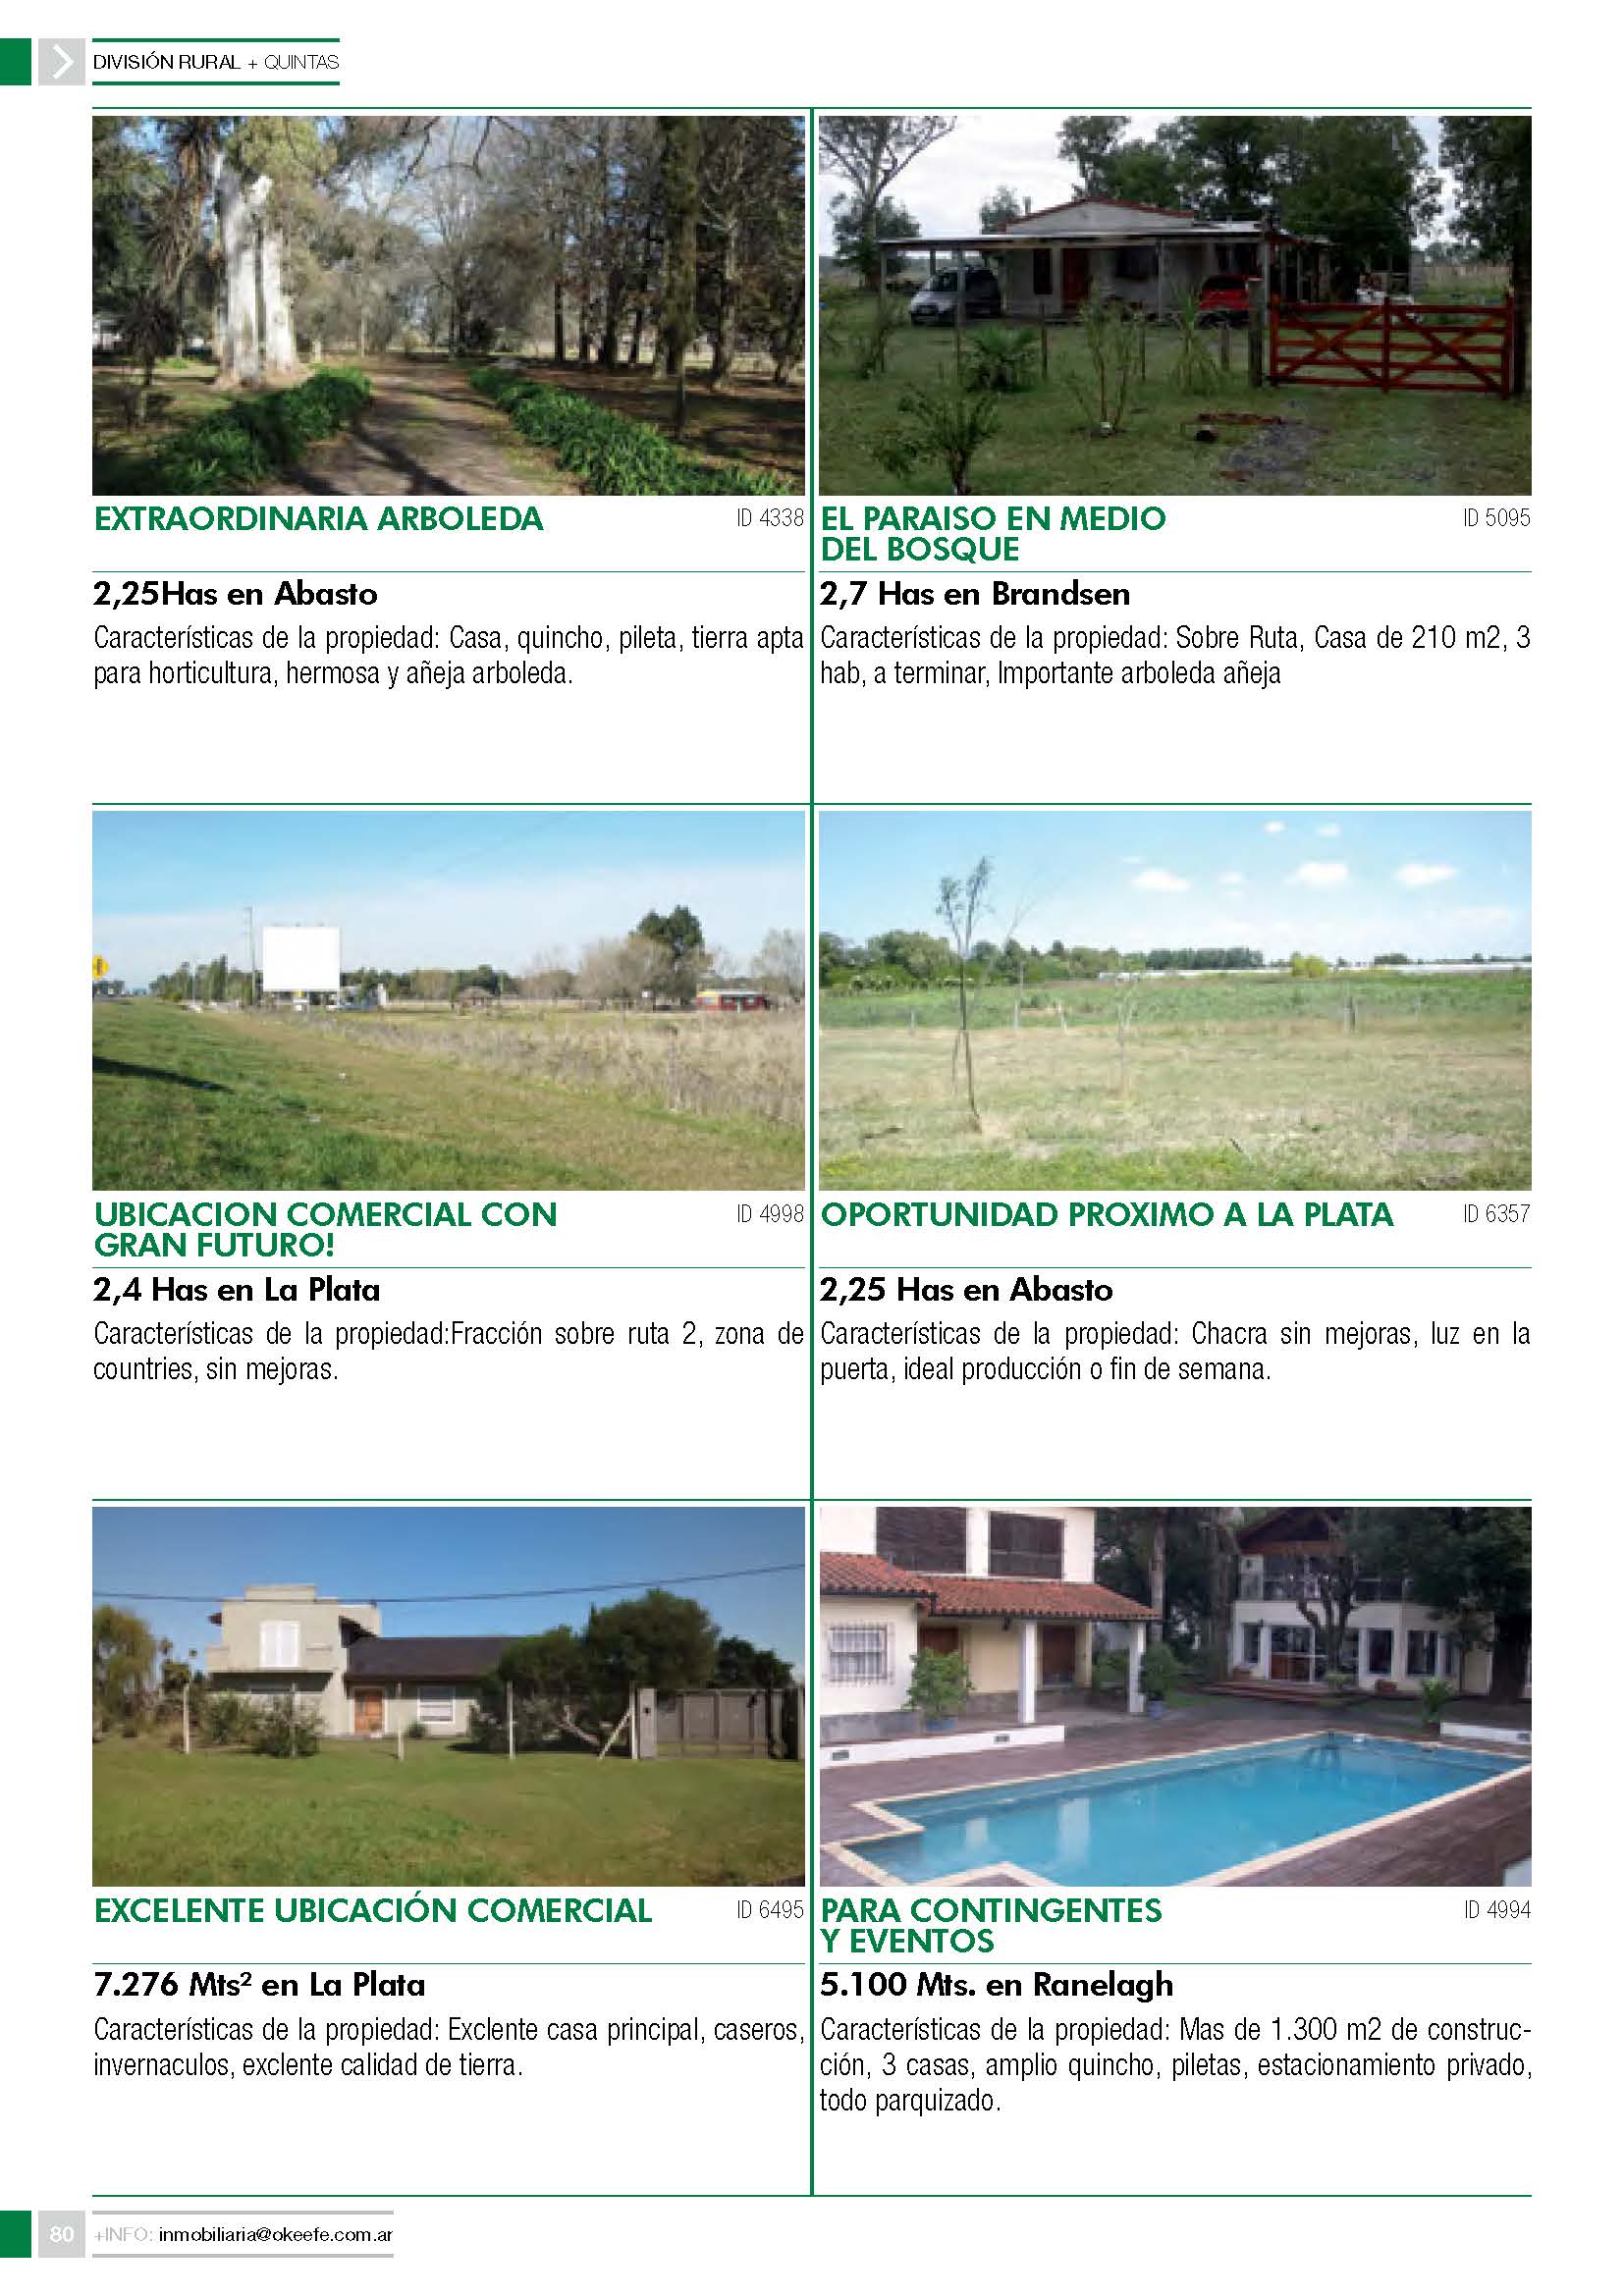 DIVISIÓN RURAL + QUINTAS
EXTRAORDINARIA ARBOLEDA ID 4338
2,25Has en Abasto
Características de la propiedad: Casa, quincho, pileta, tierra apta
para horticultura, hermosa y añeja arboleda.
EL PARAISO EN MEDIO ID 5095
DEL BOSQUE
2,7 Has en Brandsen
Características de la propiedad: Sobre Ruta, Casa de 210 m2, 3
hab, a terminar, Importante arboleda añeja
UBICACION COMERCIAL CON ID 4998
GRAN FUTURO!
2,4 Has en La Plata
Características de la propiedad:Fracción sobre ruta 2, zona de
countries, sin mejoras.
OPORTUNIDAD PROXIMO A LA PLATA ID 6357
2,25 Has en Abasto
Características de la propiedad: Chacra sin mejoras, luz en la
puerta, ideal producción o fin de semana.
EXCELENTE UBICACIÓN COMERCIAL ID 6495
7.276 Mts² en La Plata
Características de la propiedad: Exclente casa principal, caseros,
invernaculos, exclente calidad de tierra.
PARA CONTINGENTES ID 4994
Y EVENTOS
5.100 Mts. en Ranelagh
Características de la propiedad: Mas de 1.300 m2 de construc-
ción, 3 casas, amplio quincho, piletas, estacionamiento privado,
todo parquizado.
80 +INFO: inmobiliaria@okeefe.com.ar